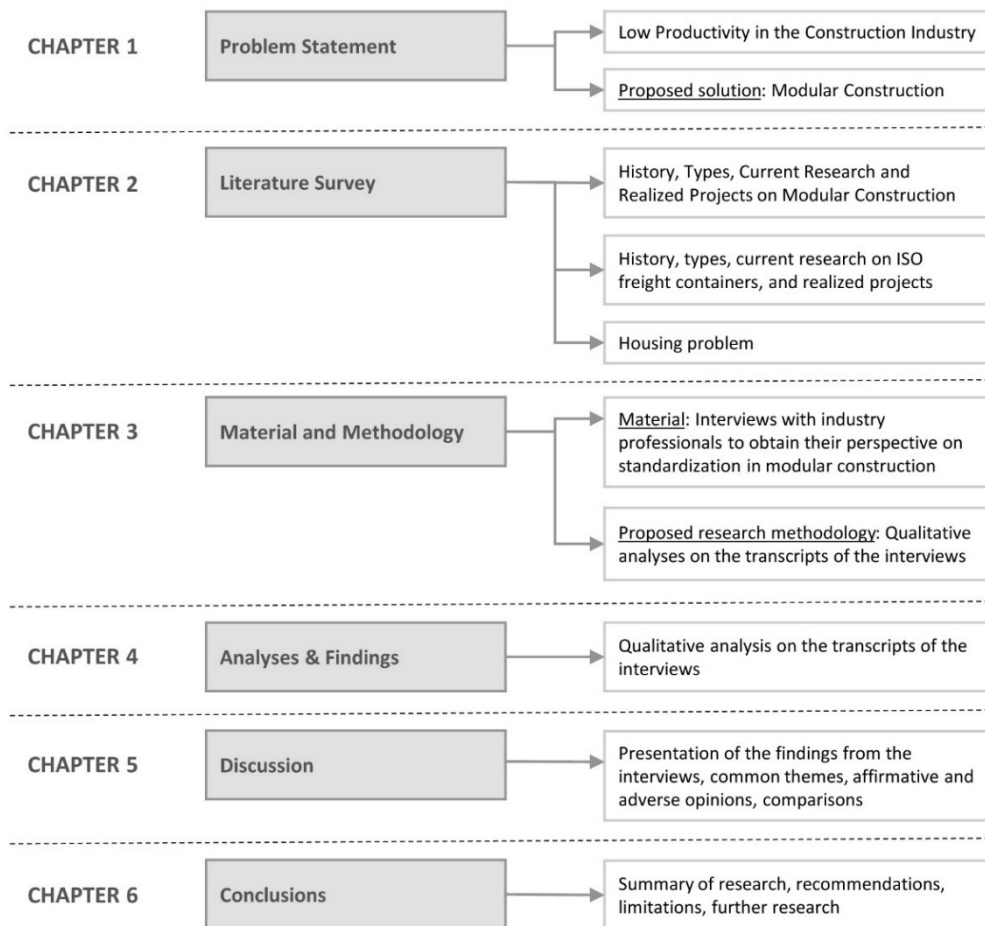 CHAPTER 1
Problem Statement
Low Productivity in the Construction Industry
Proposed solution: Modular Construction
CHAPTER 2
Literature Survey
History, Types, Current Research and
Realized Projects on Modular Construction
History, types, current research on ISO
freight containers, and realized projects
Housing problem
CHAPTER 3
Material and Methodology
Material: Interviews with industry
professionals to obtain their perspective on
standardization in modular construction
Proposed research methodology: Qualitative
analyses on the transcripts of the interviews
CHAPTER 4
Analyses & Findings
Qualitative analysis on the transcripts of the
interviews
CHAPTER 5
Discussion
Presentation of the findings from the
interviews, common themes, affirmative and
adverse opinions, comparisons
CHAPTER 6
Conclusions
Summary of research, recommendations,
limitations, further research